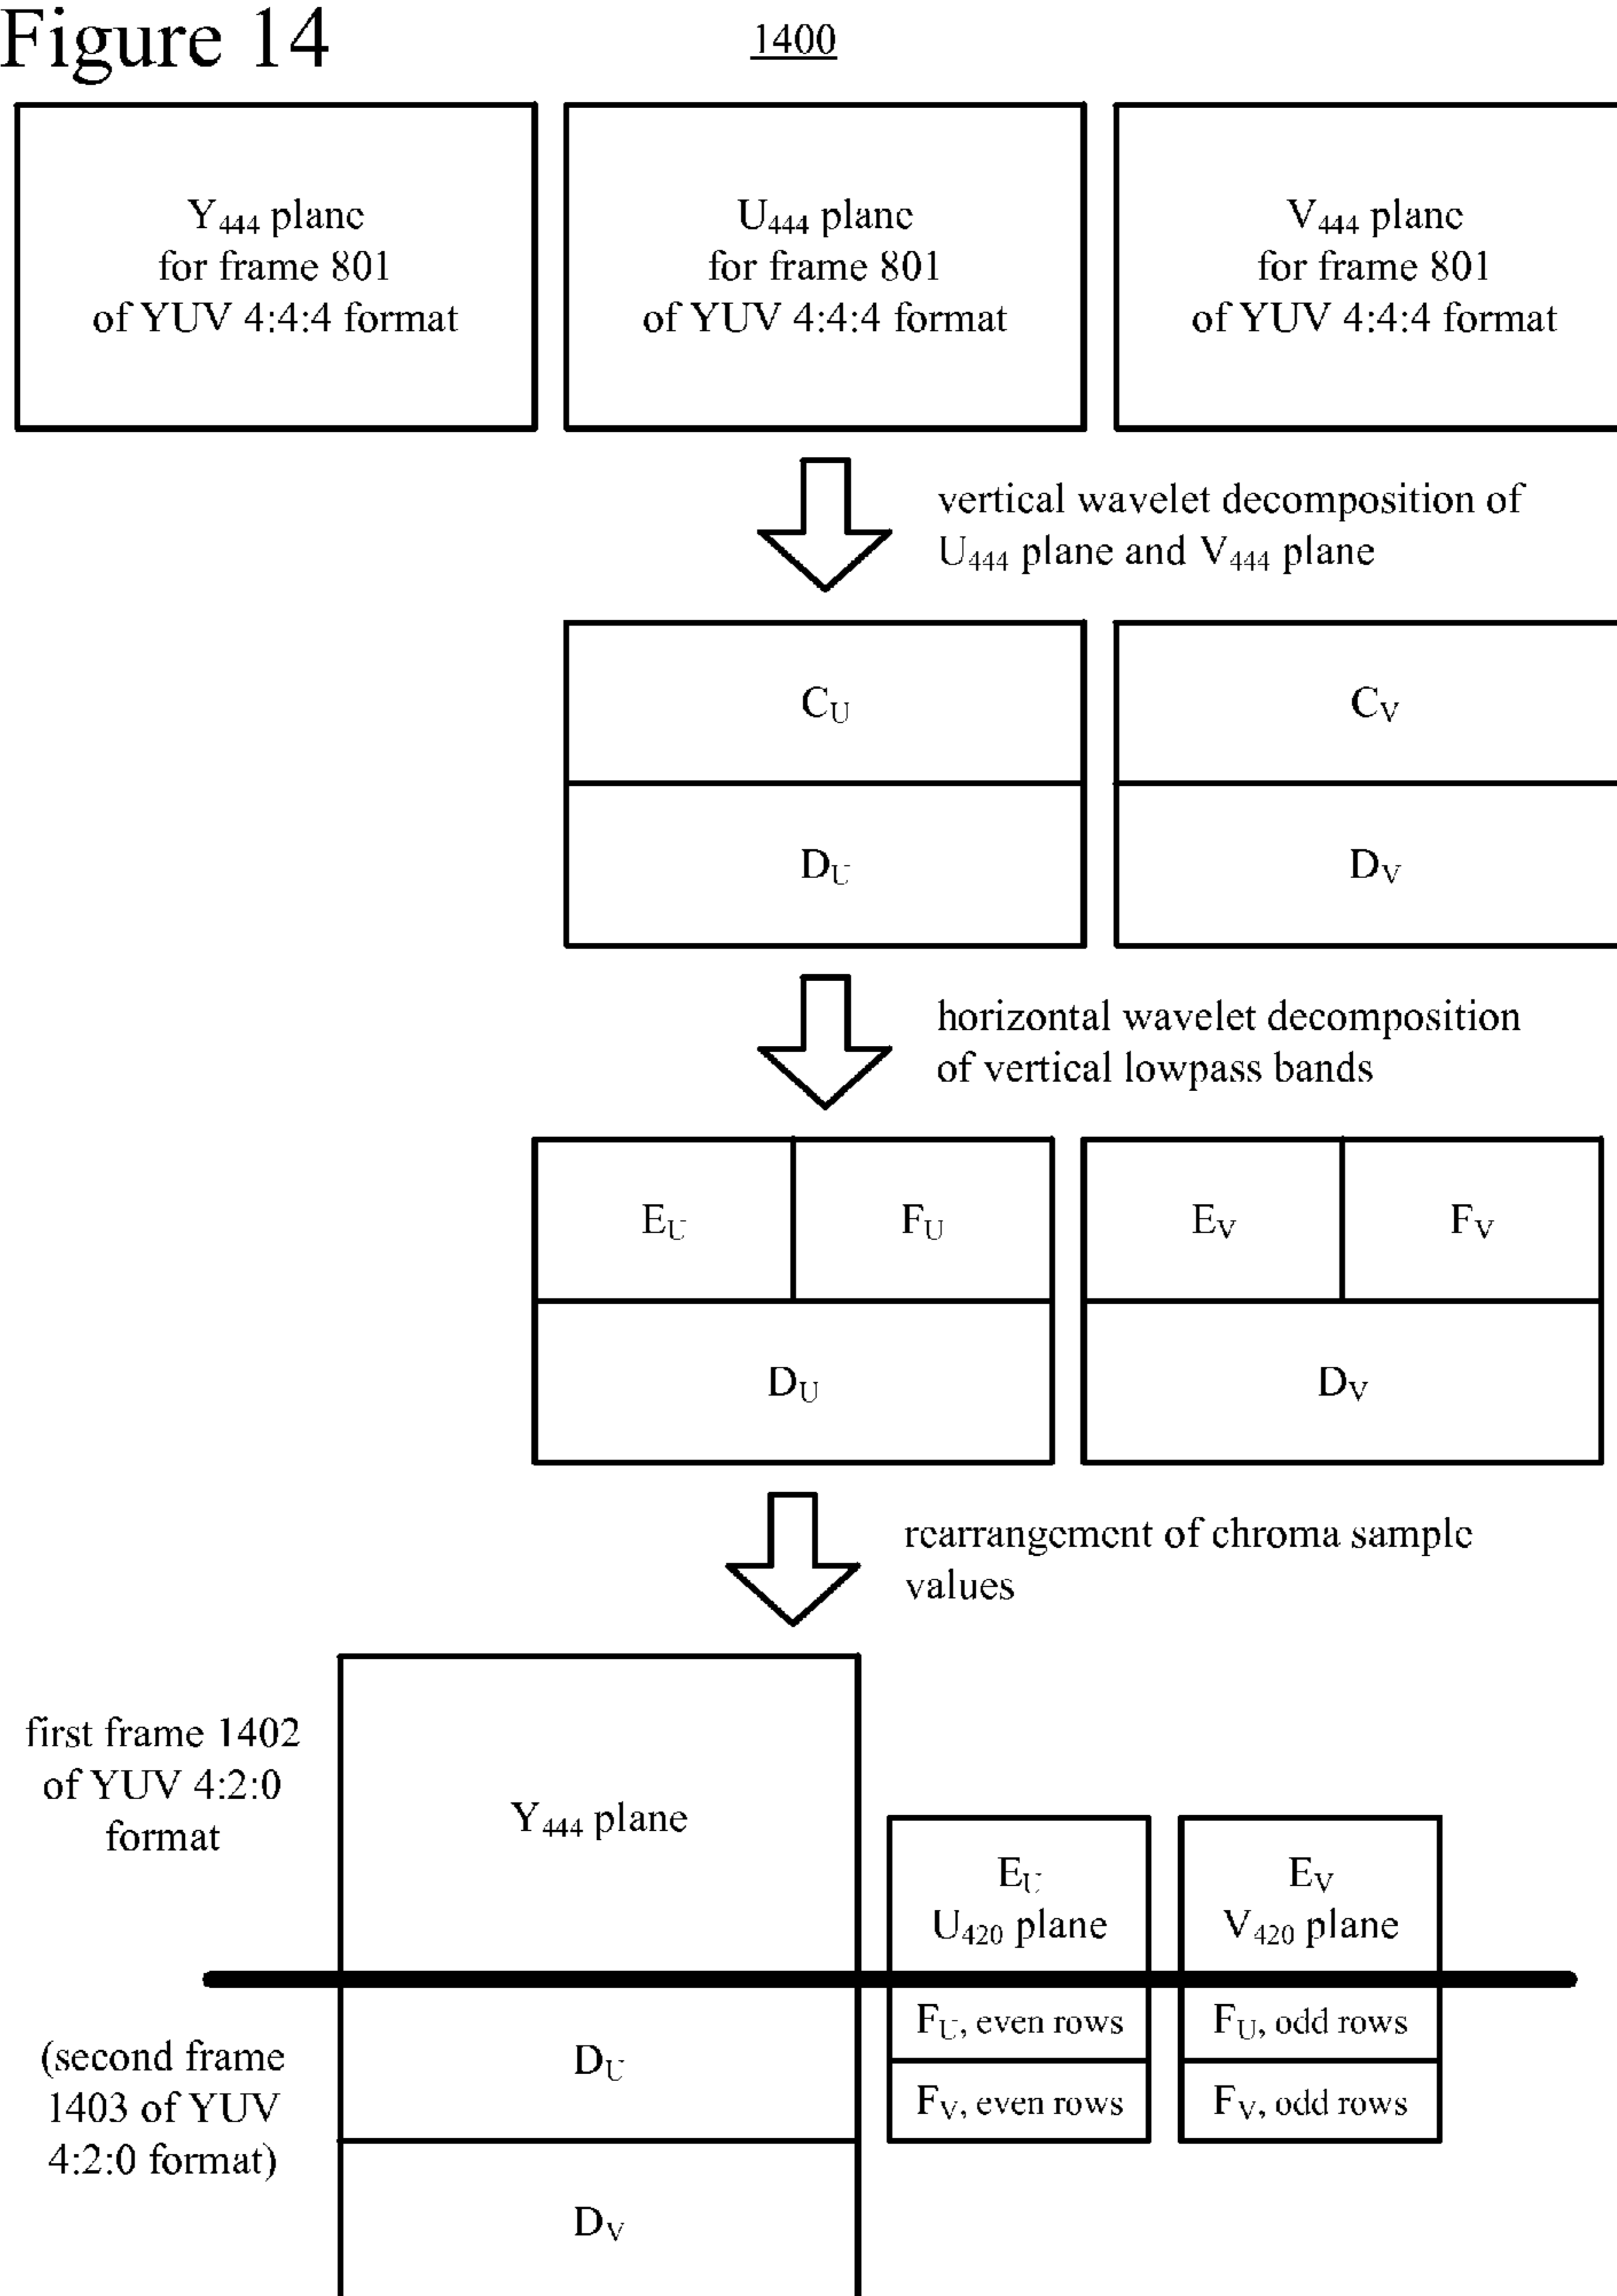 Figure 14
1400
Y444 plane
for frame 801
of YUV 4:4:4 format
U444 plane
for frame 801
of YUV 4:4:4 format
V444 plane
for frame 801
of YUV 4:4:4 format
vertical wavelet decomposition of
U444 plane and V444 plane
CU
CV
DU
DV
horizontal wavelet decomposition
of vertical lowpass bands
EU
FU
EV
FV
DU
DV
rearrangement of chroma sample
values
first frame 1402
of YUV 4:2:0
format
Y444 plane
EU
U420 plane
EV
V420 plane
(second frame
1403 of YUV
4:2:0 format)
DU
FU, even rows
FU, odd rows
FV, even rows
FV, odd rows
DV